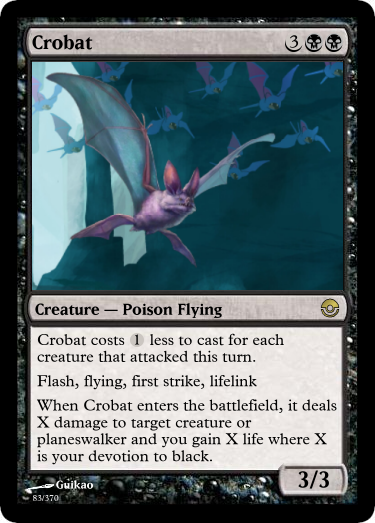 Crobat 3
Creature — Poison Flying
Crobat costs 1 less to cast for each
creature that attacked this turn.
Flash, flying, first strike, lifelink
When Crobat enters the battlefield, it deals
X damage to target creature or
planeswalker and you gain X life where X
is your devotion to black.
3/3
Guikao
83/370